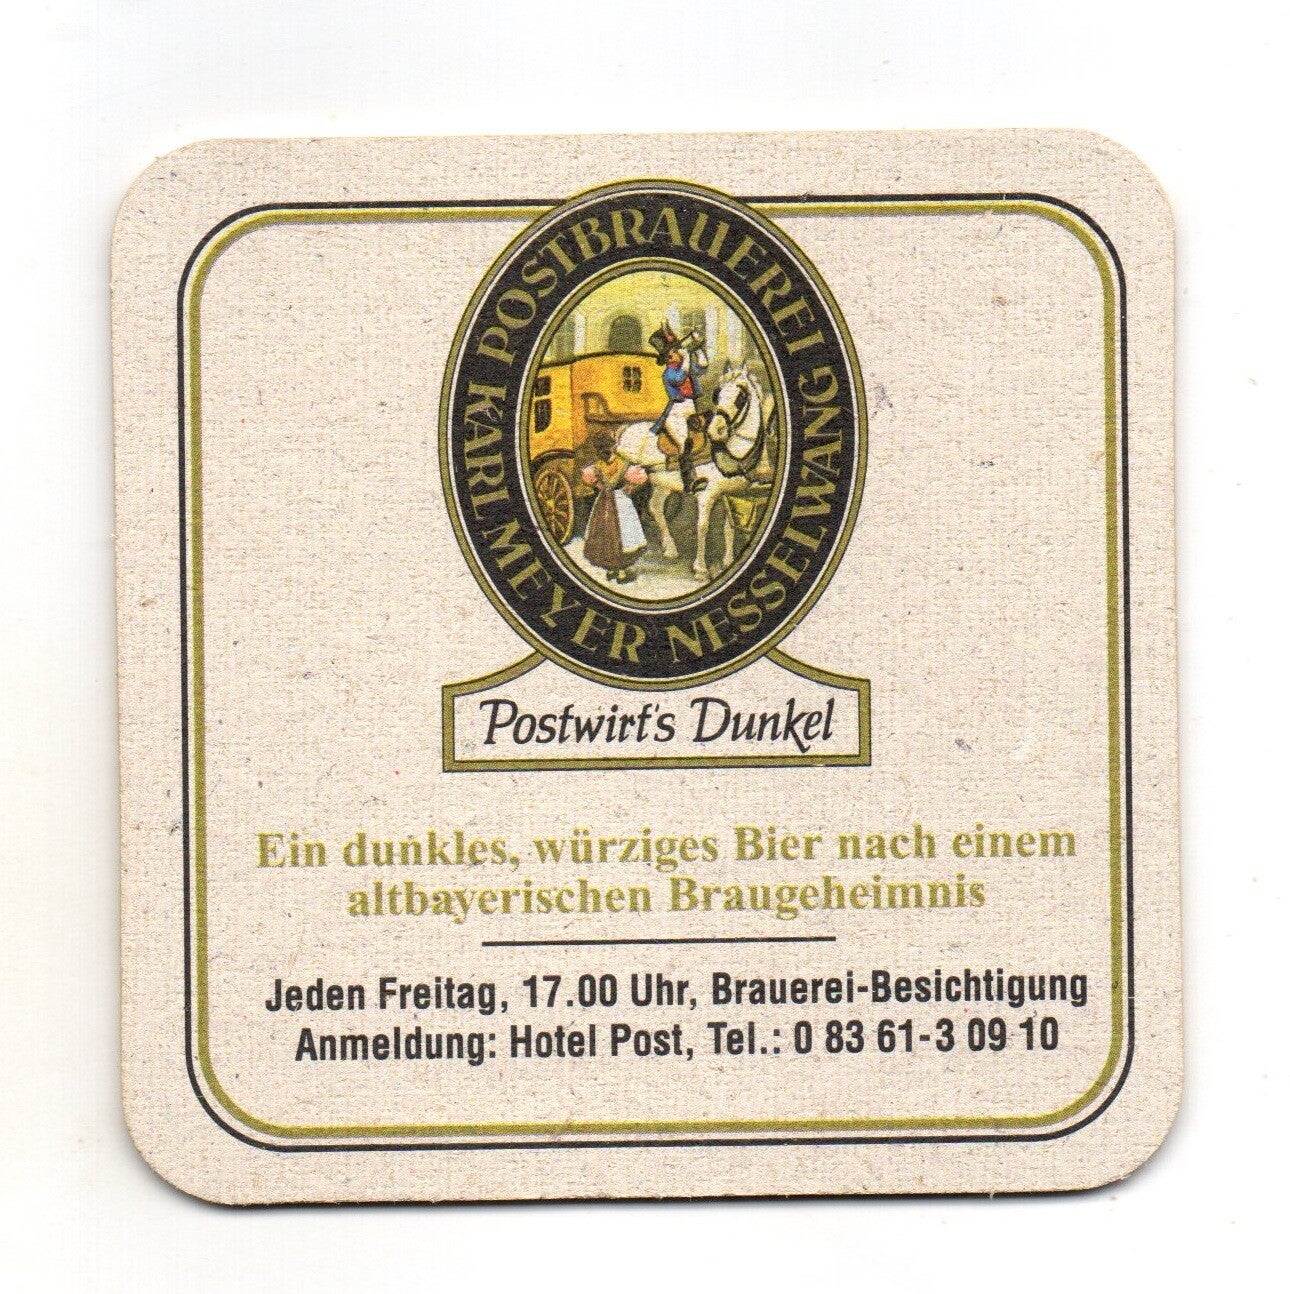 POSTBRAUEREI KARL MEYER NESSELWANG
Postwirt's Dunkel
Ein dunkles, würziges Bier nach einem
altbayerischen Braugeheimnis
Jeden Freitag, 17.00 Uhr, Brauerei-Besichtigung
Anmeldung: Hotel Post, Tel.: 0 83 61-3 09 10